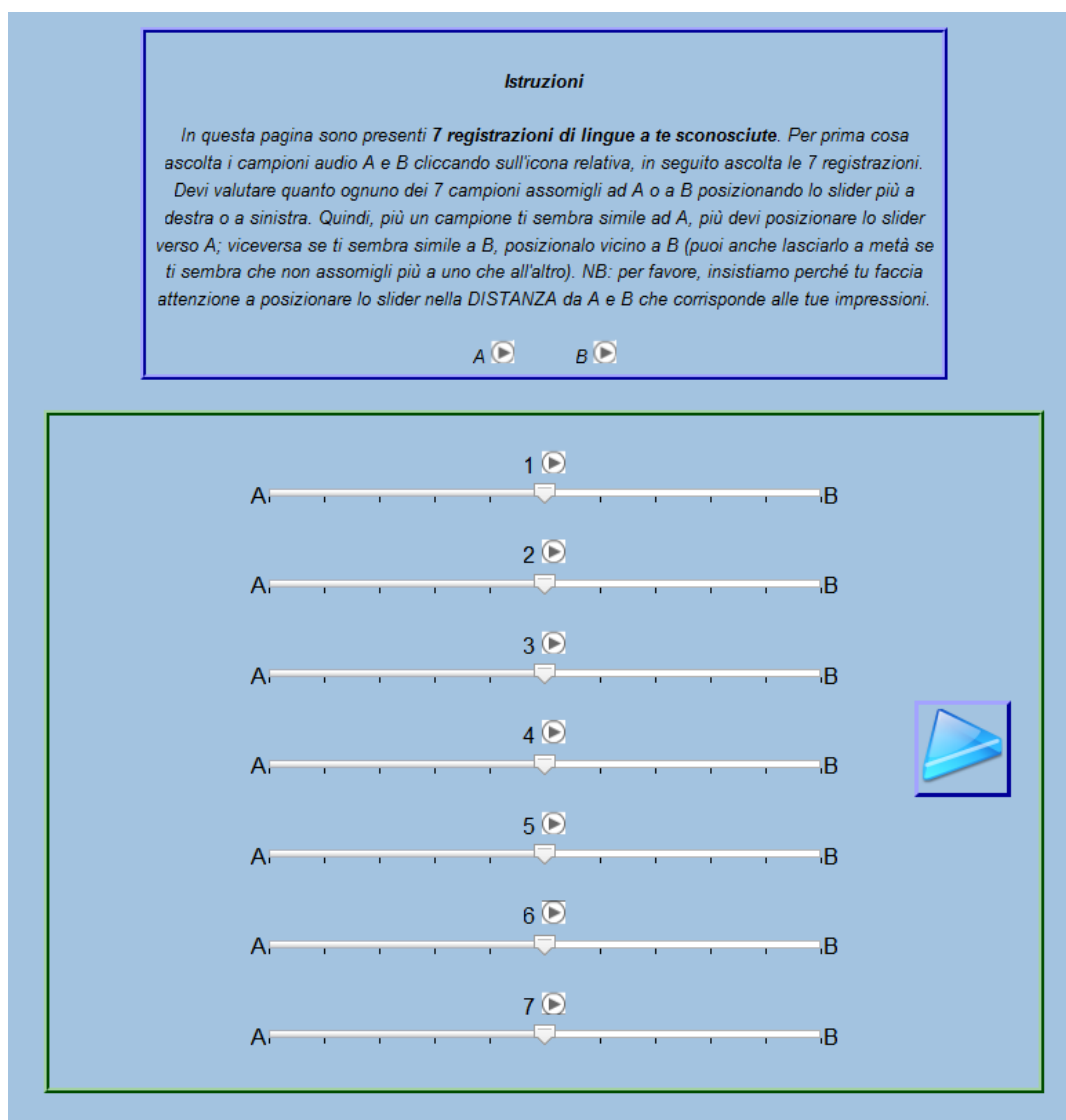 Istruzioni
In questa pagina sono presenti 7 registrazioni di lingue a te sconosciute. Per prima cosa
ascolta i campioni audio A e B cliccando sull'icona relativa, in seguito ascolta le 7 registrazioni.
Devi valutare quanto ognuno dei 7 campioni assomigli ad A o a B posizionando lo slider più a
destra o a sinistra. Quindi, più un campione ti sembra simile ad A, più devi posizionare lo slider
verso A; viceversa se ti sembra simile a B, posizionalo vicino a B (puoi anche lasciarlo a metà se
ti sembra che non assomigli più a uno che all'altro). NB: per favore, insistiamo perché tu faccia
attenzione a posizionare lo slider nella DISTANZA da A e B che corrisponde alle tue impressioni.
A B
1
A B
2
A B
3
A B
4
A B
5
A B
6
A B
7
A B